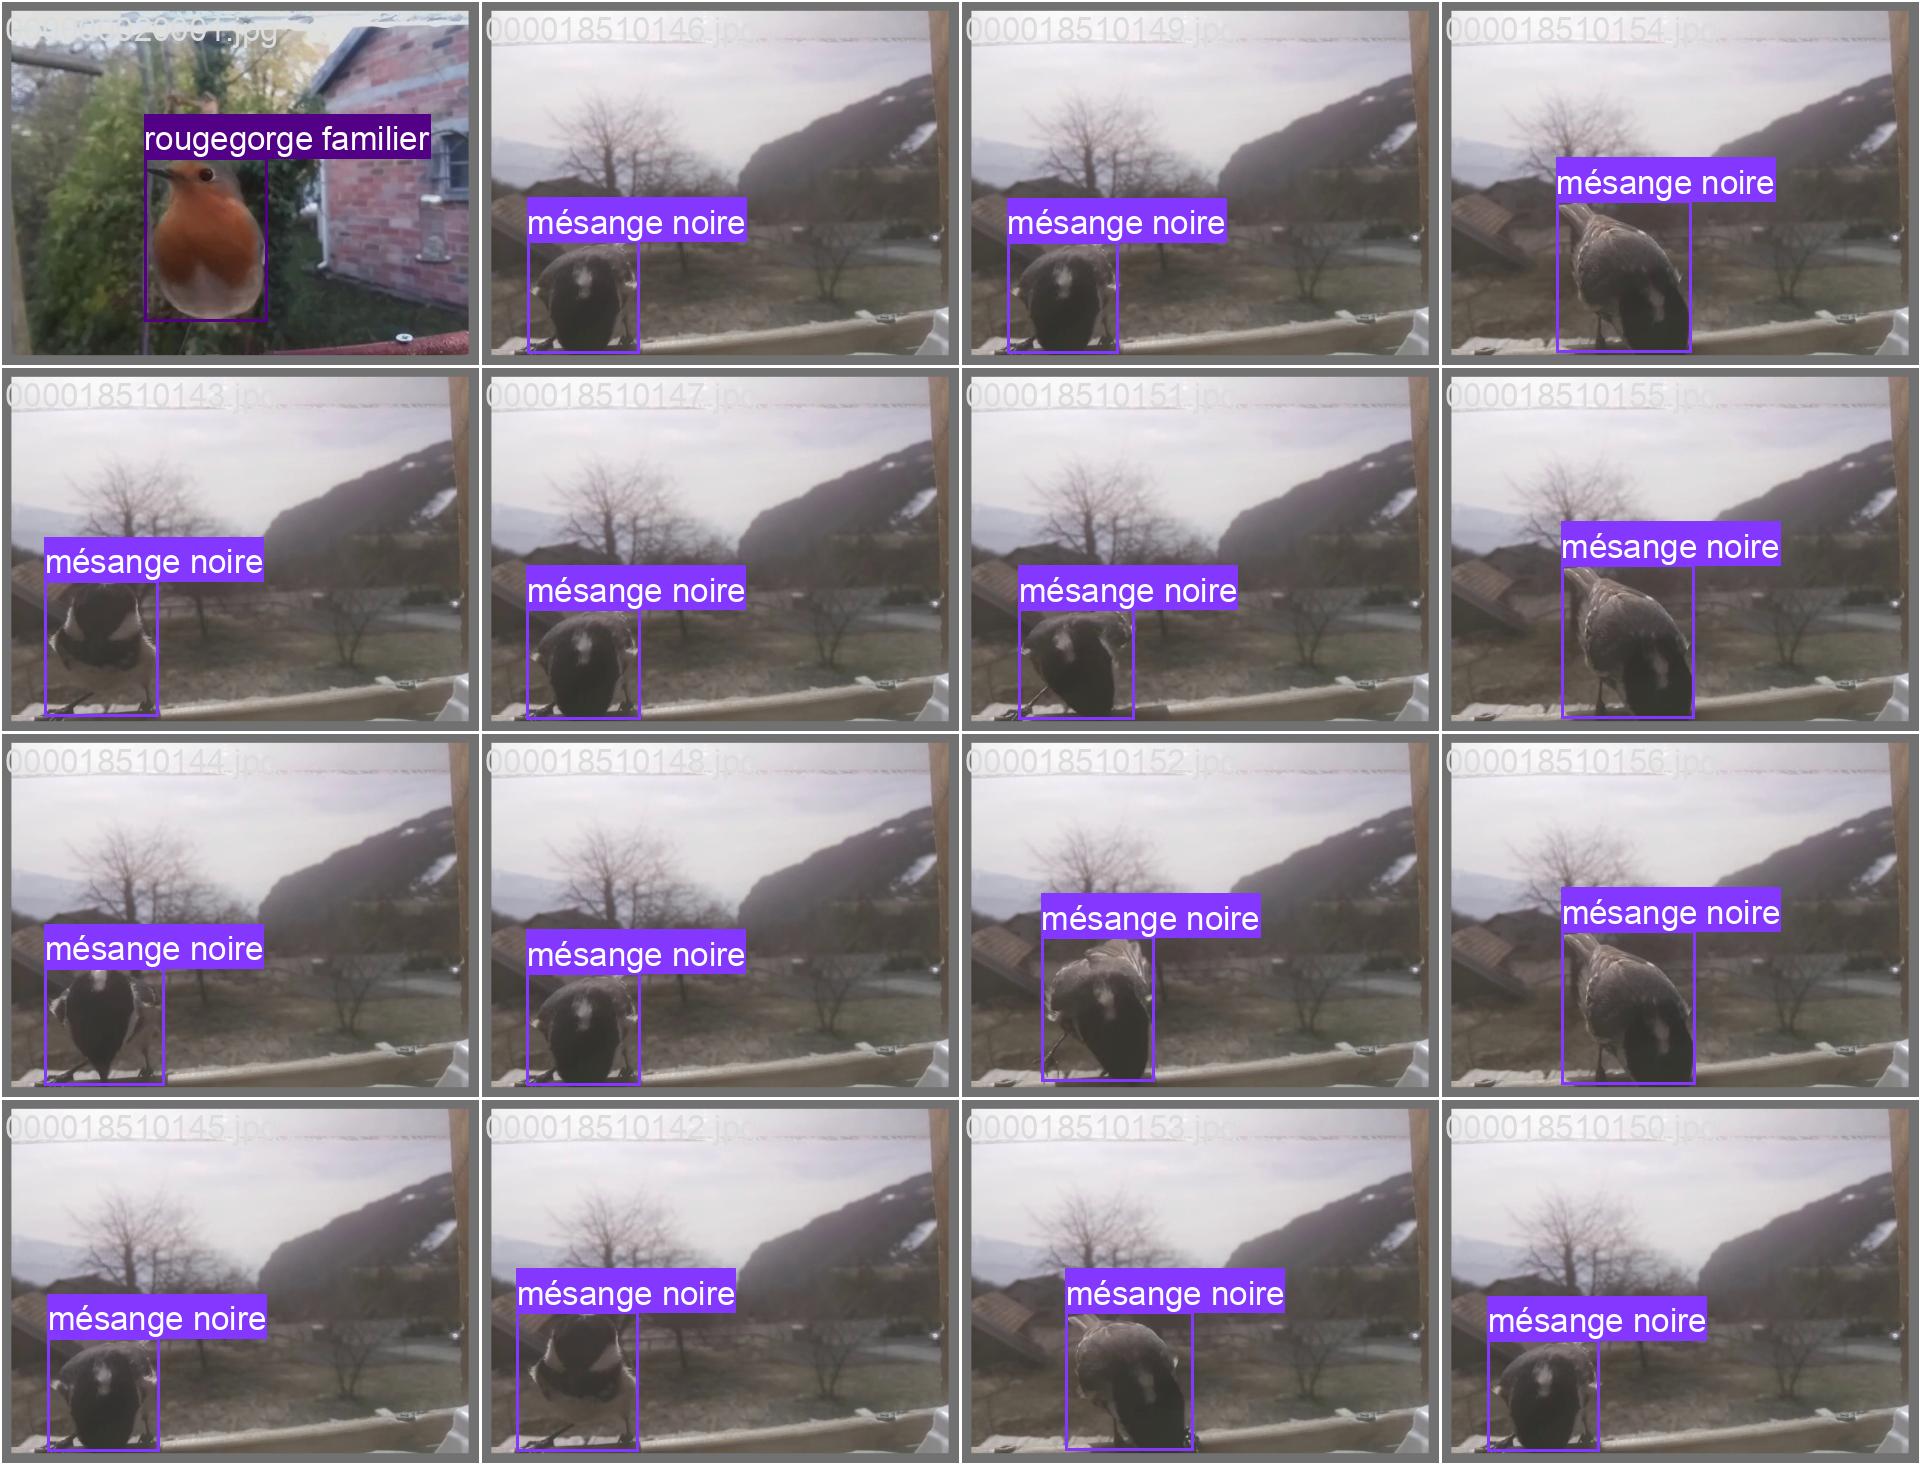 rougegorge familier
000018510146.jpg
mésange noire
000018510149.jpg
mésange noire
000018510154.jpg
mésange noire
000018510143.jpg
mésange noire
000018510147.jpg
mésange noire
000018510151.jpg
mésange noire
000018510155.jpg
mésange noire
000018510144.jpg
mésange noire
000018510148.jpg
mésange noire
000018510152.jpg
mésange noire
000018510156.jpg
mésange noire
000018510145.jpg
mésange noire
000018510142.jpg
mésange noire
000018510153.jpg
mésange noire
000018510150.jpg
mésange noire